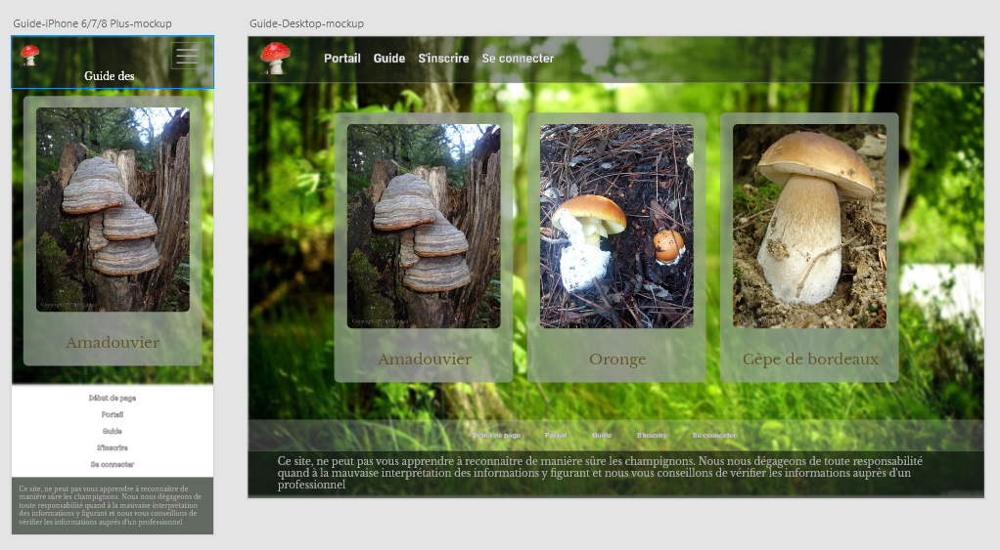 Guide-iPhone 6/7/8 Plus-mockup
Guide des
Amadouvier
Début de page
Portail
Guide
S'inscrire
Se connecter
Ce site, ne peut pas vous apprendre à reconnaître de
manière sûre les champignons. Nous nous dégageons de
toute responsabilité quand à la mauvaise interprétation
des informations y figurant et nous vous conseillons de
vérifier les informations auprés d'un professionnel
Guide-Desktop-mockup
Portail Guide S'inscrire Se connecter
Amadouvier Oronge Cèpe de bordeaux
Début de page Portail Guide S'inscrire Se connecter
Ce site, ne peut pas vous apprendre à reconnaître de manière sûre les champignons. Nous nous dégageons de toute responsabilité
quand à la mauvaise interprétation des informations y figurant et nous vous conseillons de vérifier les informations auprès d'un
professionnel